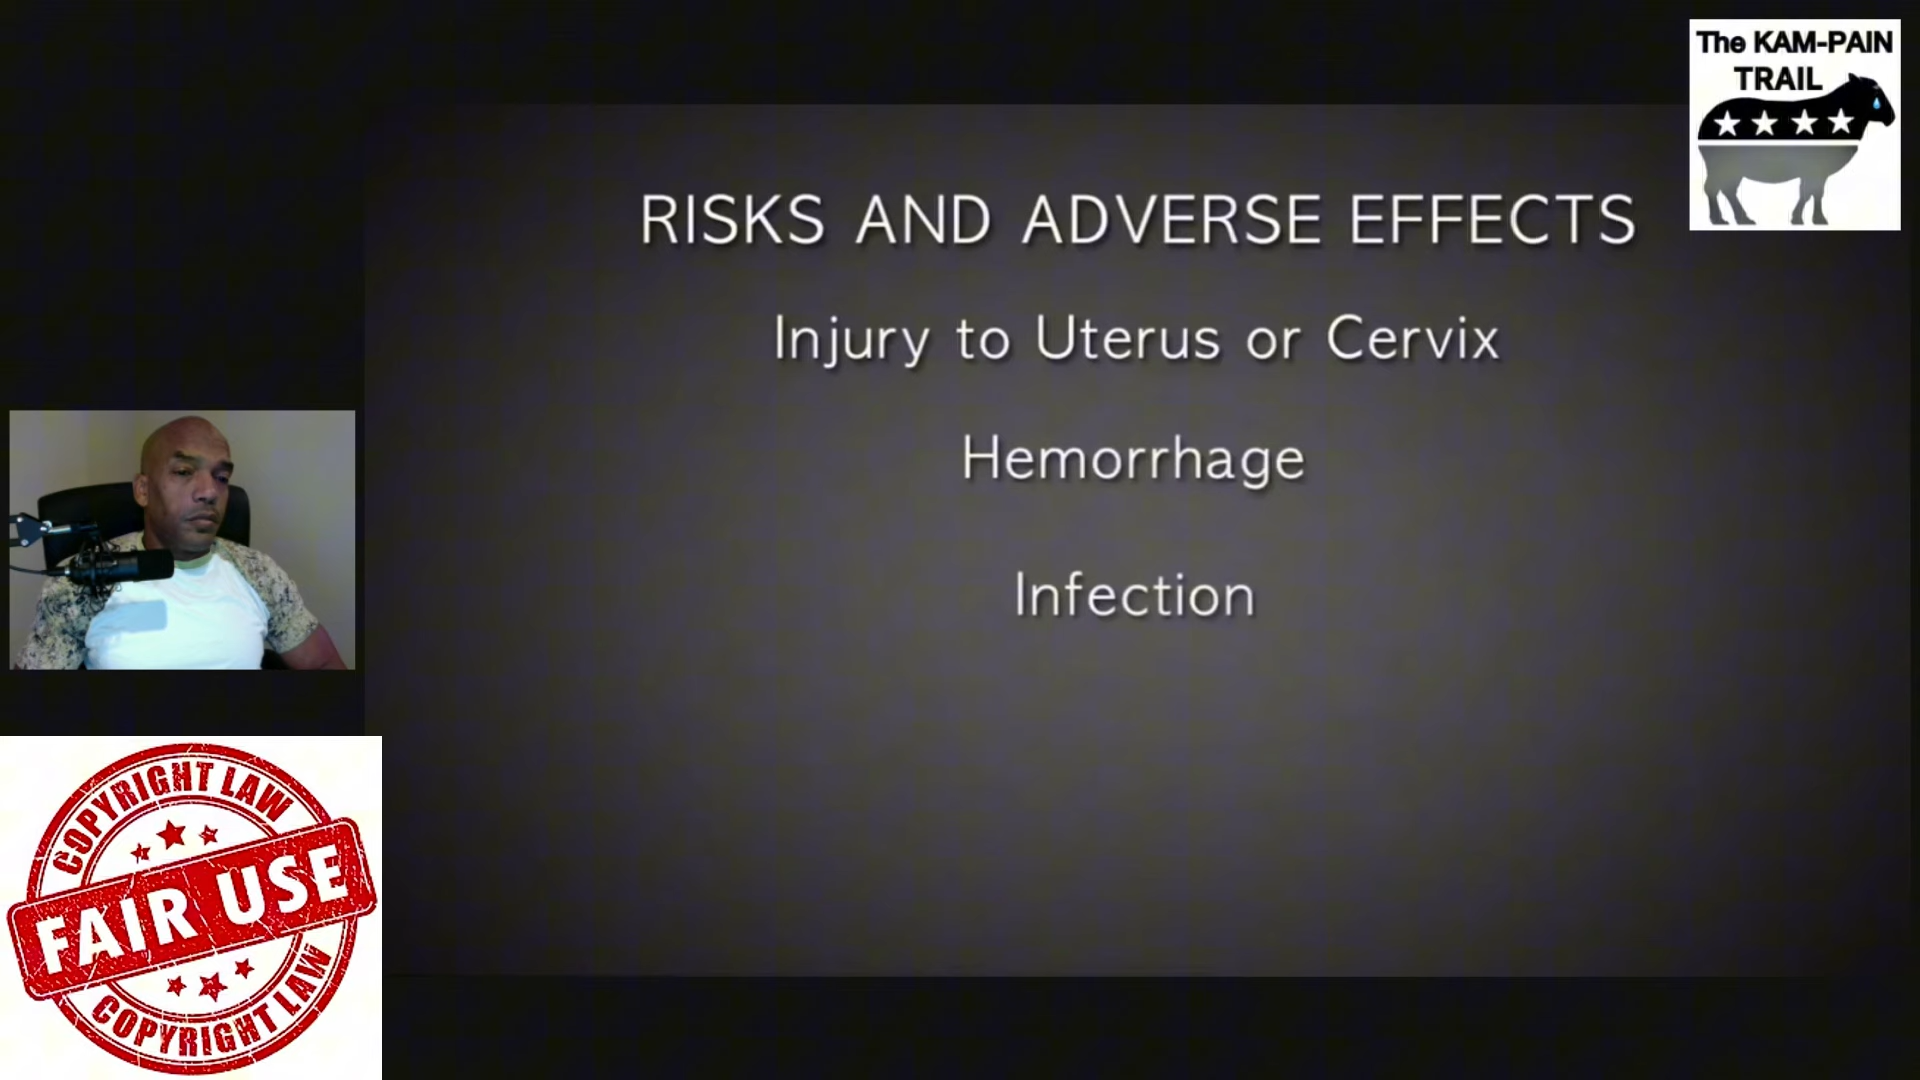 The KAM-PAIN
TRAIL
RISKS AND ADVERSE EFFECTS
Injury to Uterus or Cervix
Hemorrhage
Infection
COPYRIGHT LAW
FAIR USE
COPYRIGHT LAW